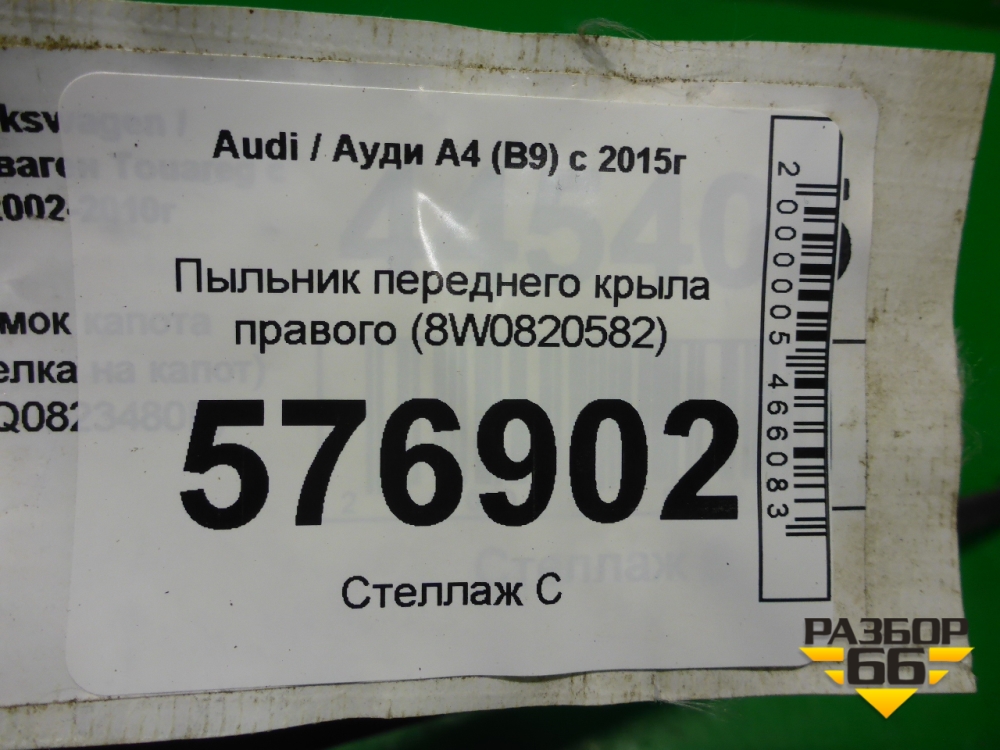 Audi / Ауди A4 (B9) с 2015г
Пыльник переднего крыла
правого (8W0820582)
576902
Стеллаж С
2000005466083
РАЗБОР
66